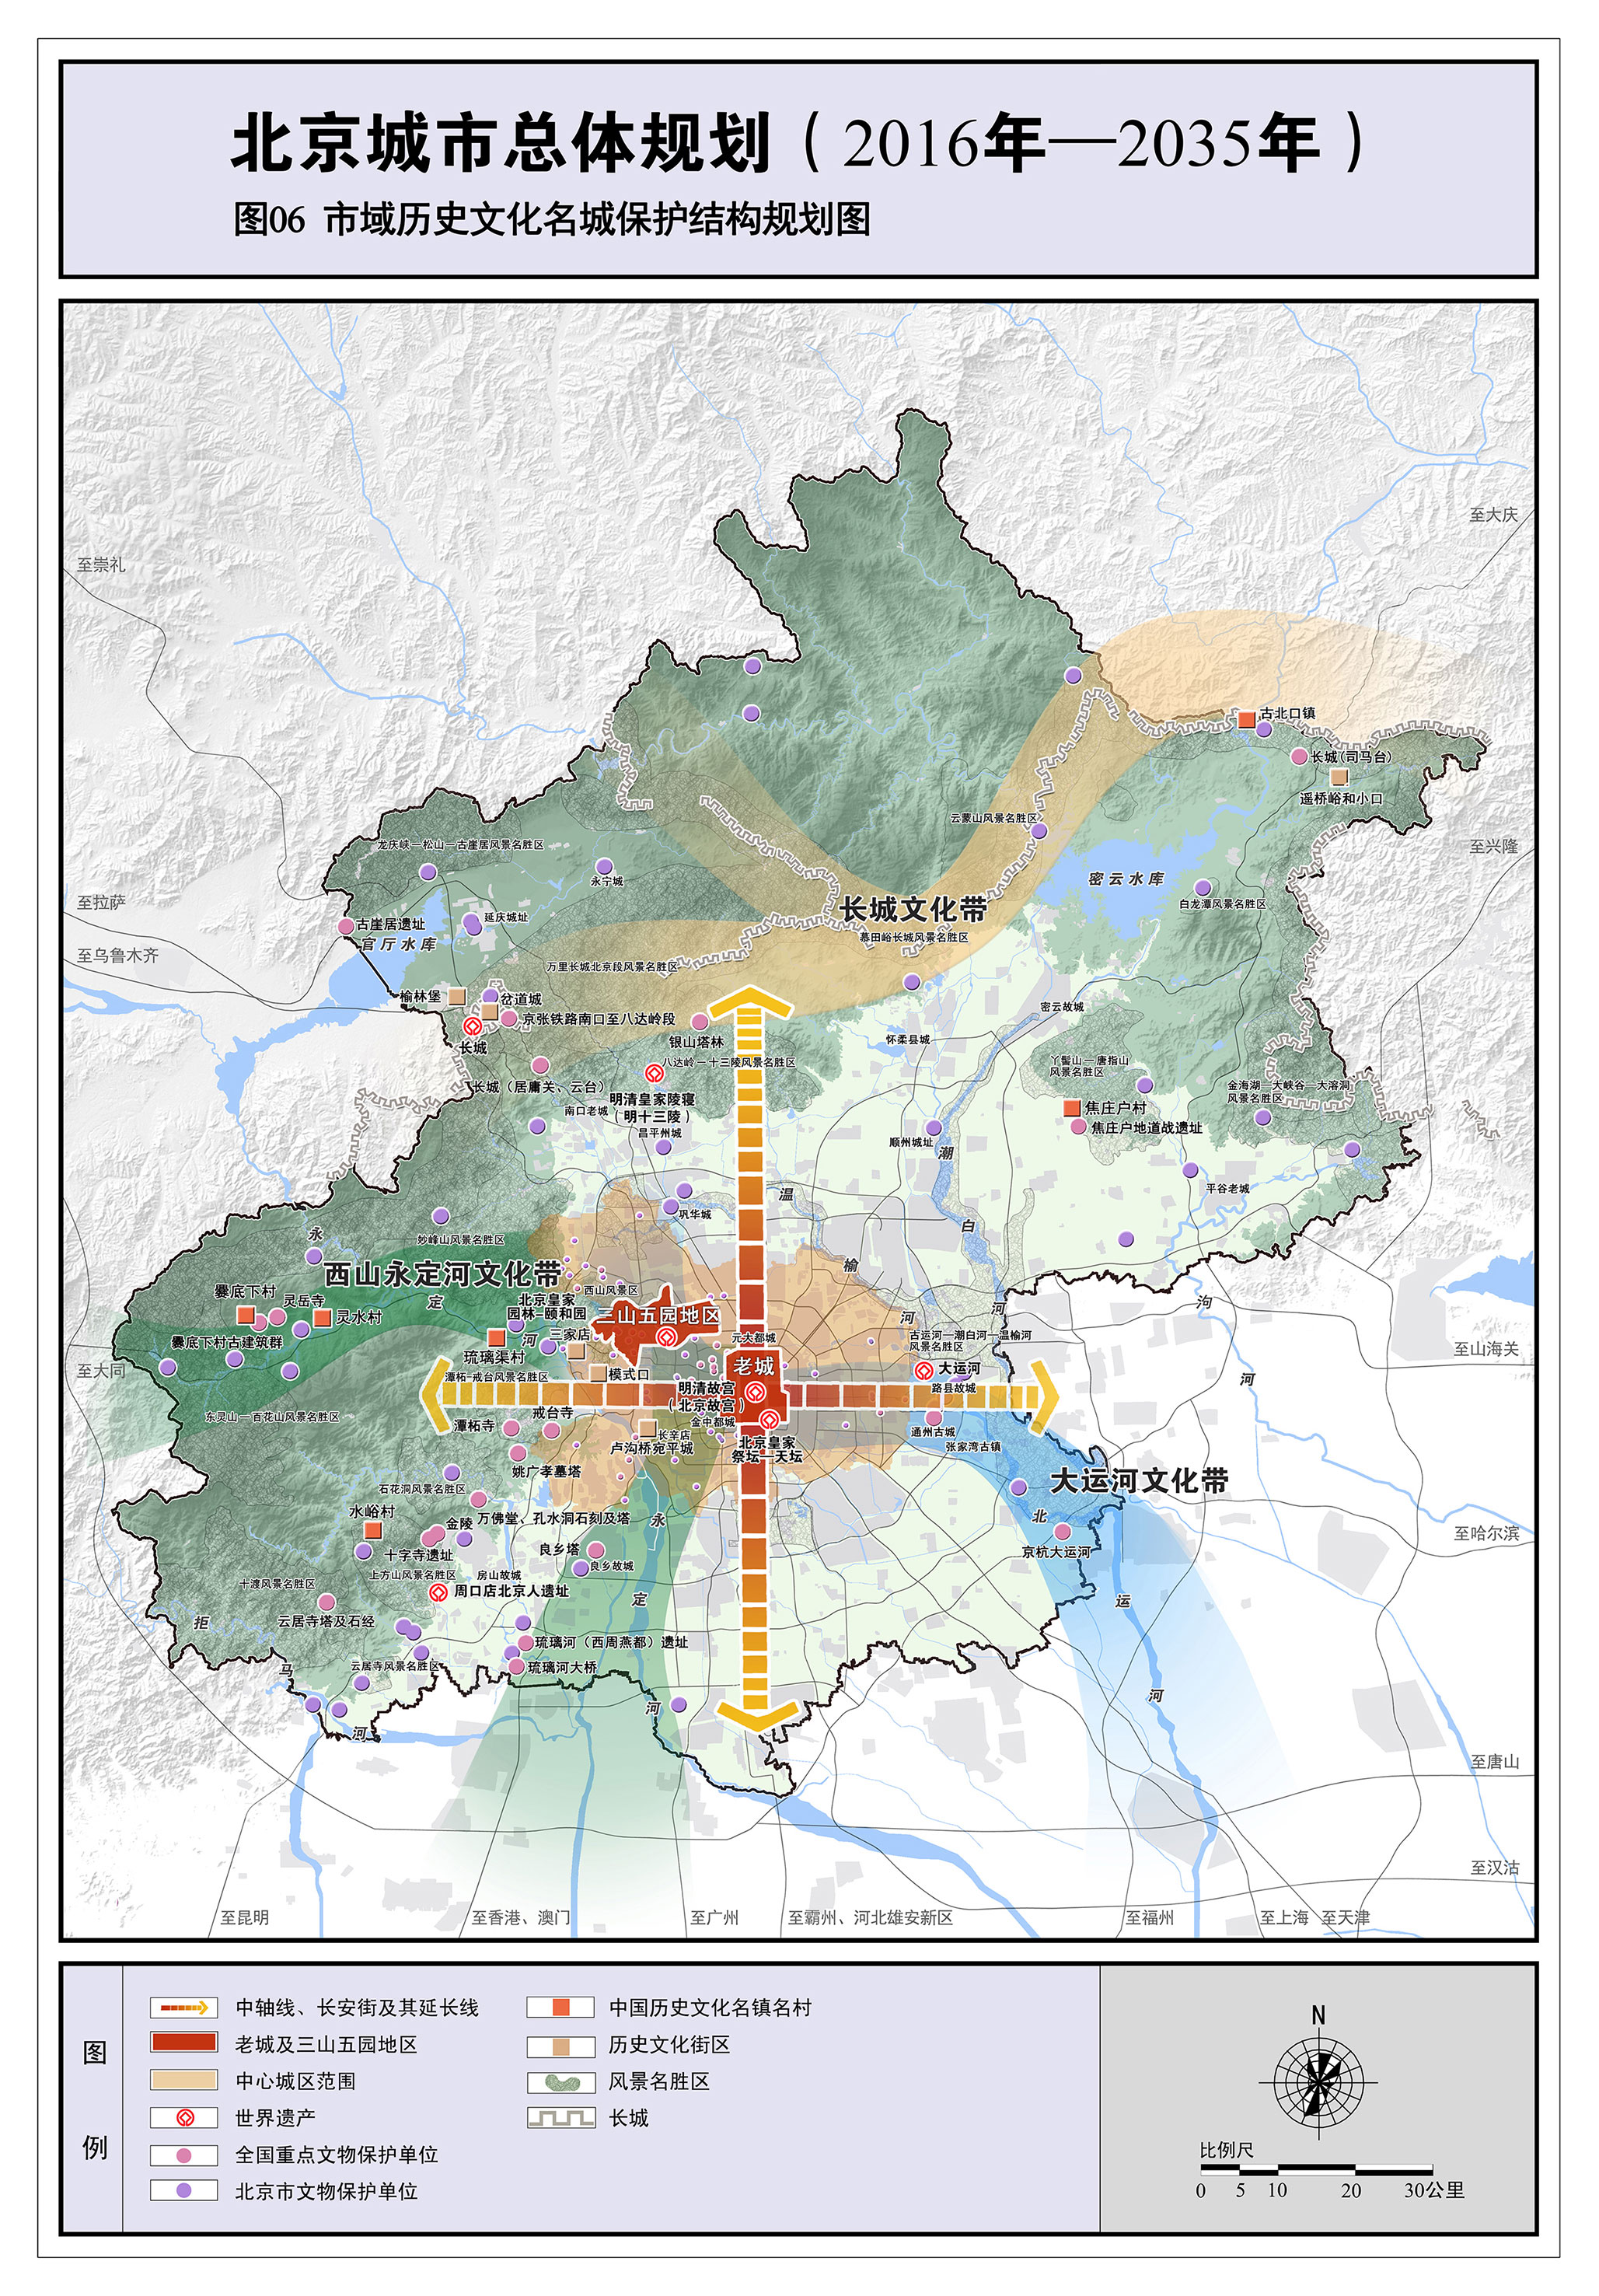 北京城市总体规划（2016年—2035年）
图06 市域历史文化名城保护结构规划图
至大庆
至崇礼
古北口镇
长城(司马台)
遥桥峪和小口
云蒙山风景名胜区
龙庆峡—松山—古崖居风景名胜区
至兴隆
永宁城
密云水库
白龙潭风景名胜区
至拉萨
长城文化带
延庆城址
古崖居遗址
官厅水库
慕田峪长城风景名胜区
至乌鲁木齐
万里长城北京段风景名胜区
榆林堡
岔道城
密云故城
京张铁路南口至八达岭段
银山塔林
怀柔县城
长城
八达岭—十三陵风景名胜区
丫髻山—唐指山
风景名胜区
长城（居庸关、云台）
明清皇家陵寝
（明十三陵）
金海湖—大峡谷—大溶洞
风景名胜区
南口老城
焦庄户村
昌平州城
焦庄户地道战遗址
顺州城址
潮
平谷老城
温
巩华城
白
永
妙峰山风景名胜区
榆
西山永定河文化带
西山风景区
爨底下村
灵岳寺
定
北京皇家
园林—颐和园
河
泃
灵水村
三山五园地区
河
三家店
河
元大都城
古运河—潮白河—温榆河
风景名胜区
爨底下村古建筑群
琉璃渠村
至山海关
老城
大运河
至大同
模式口
潭柘—戒台风景名胜区
河
明清故宫
（北京故宫）
路县故城
戒台寺
东灵山—百花山风景名胜区
潭柘寺
金中都城
长辛店
通州古城
卢沟桥宛平城
北京皇家
祭坛—天坛
张家湾古镇
姚广孝墓塔
大运河文化带
石花洞风景名胜区
水峪村
万佛堂、孔水洞石刻及塔
永
北
金陵
至哈尔滨
十字寺遗址
良乡塔
京杭大运河
良乡故城
上方山风景名胜区
房山故城
十渡风景名胜区
周口店北京人遗址
定
运
拒
云居寺塔及石经
琉璃河（西周燕都）遗址
云居寺风景名胜区
琉璃河大桥
马
河
河
河
至唐山
至汉沽
至昆明
至香港、澳门
至广州
至霸州、河北雄安新区
至福州
至上海
至天津
图
例
中轴线、长安街及其延长线
老城及三山五园地区
中心城区范围
世界遗产
全国重点文物保护单位
北京市文物保护单位
中国历史文化名镇名村
历史文化街区
风景名胜区
长城
N
比例尺
0 5 10 20 30公里